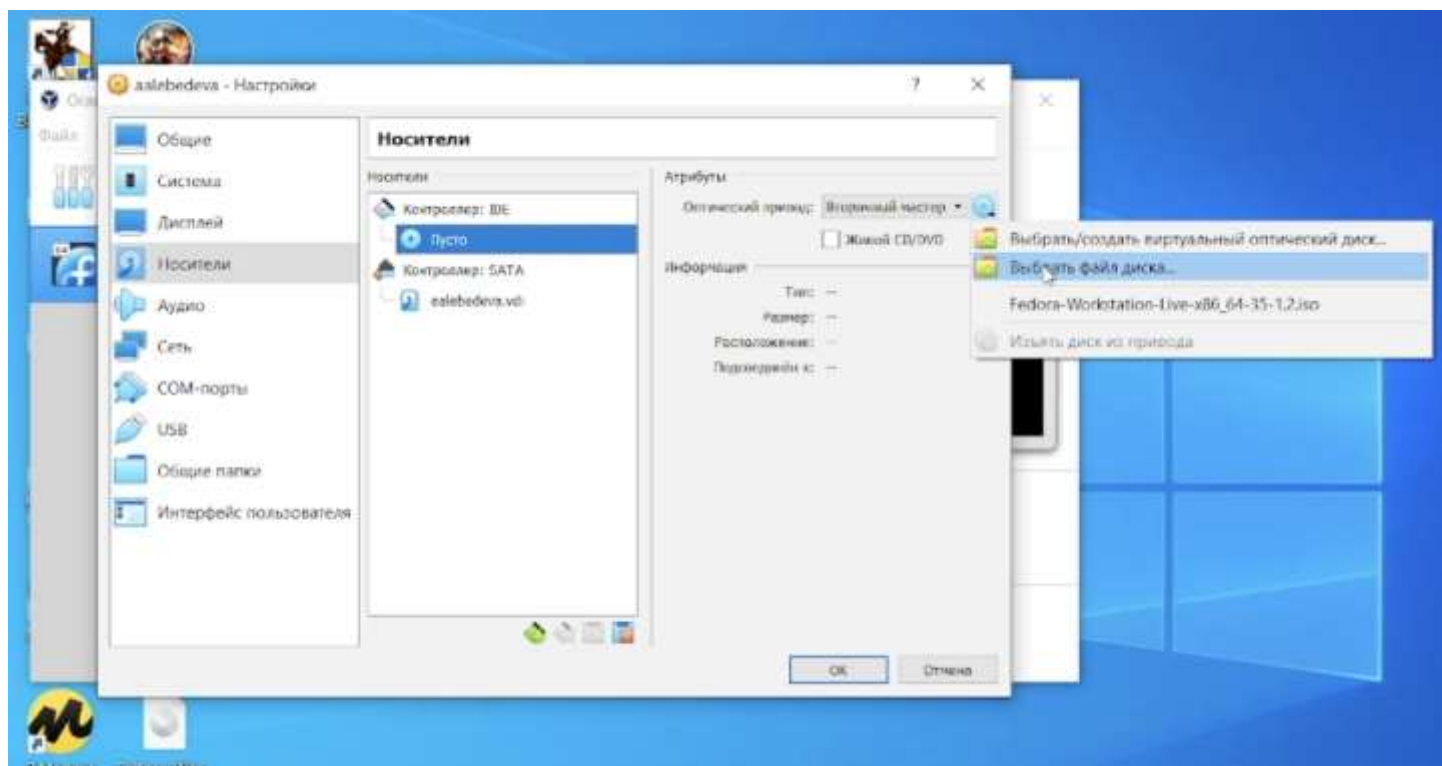 aalebedeva - Настройки
?
Файл
Общие
Система
Дисплей
Носители
Аудио
Сеть
COM-порты
USB
Общие папки
Интерфейс пользователя
Носители
Носители
Контроллер: IDE
Пусто
Контроллер: SATA
aalebedeva.vdi
Атрибуты
Оптический привод: Вторичный мастер
Живой CD/DVD
Информация
Тип: --
Размер: --
Расположение: --
Подсоединён к: --
Выбрать/создать виртуальный оптический диск...
Выбрать файл диска...
Fedora-Workstation-Live-x86_64-35-1.2.iso
Изъять диск из привода
OK
Отмена